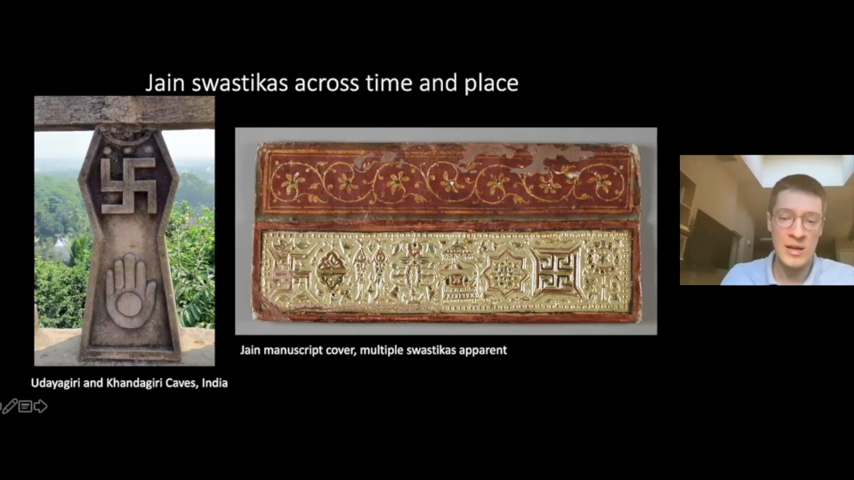 Jain swastikas across time and place
Jain manuscript cover, multiple swastikas apparent
Udayagiri and Khandagiri Caves, India